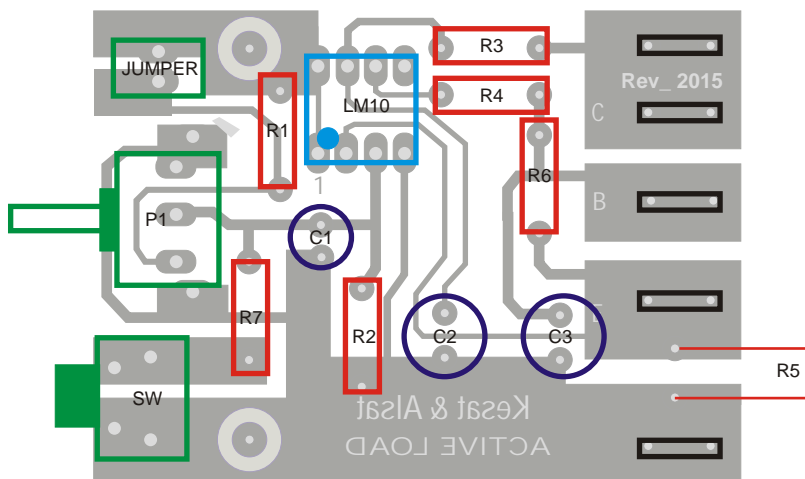 R3
JUMPER
LM10
R4
Rev_ 2015
C
R1
1
R6
B
P1
C1
E
R7
R2
C2
C3
SW
R5
Kesat & Alsat
ACTIVE LOAD